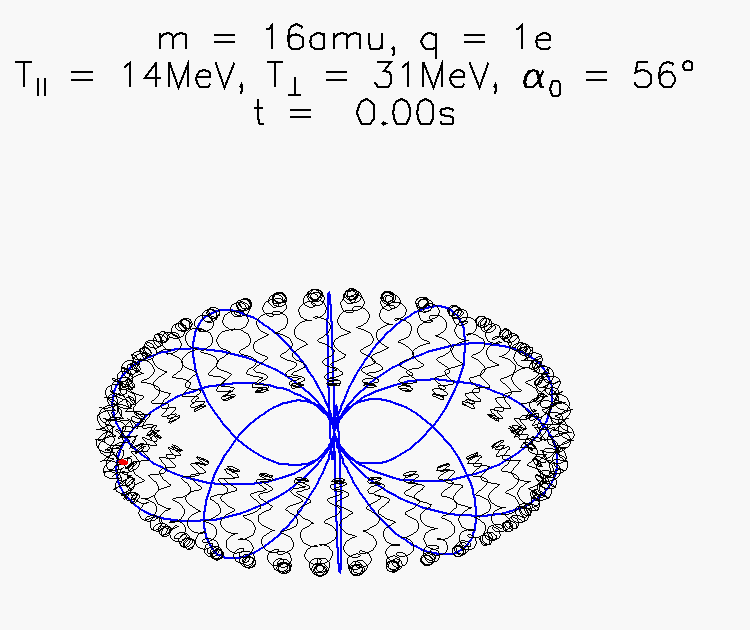 m = 16amu, q = 1e
T∥ = 14MeV, T⊥ = 31MeV, α₀ = 56°
t = 0.00s